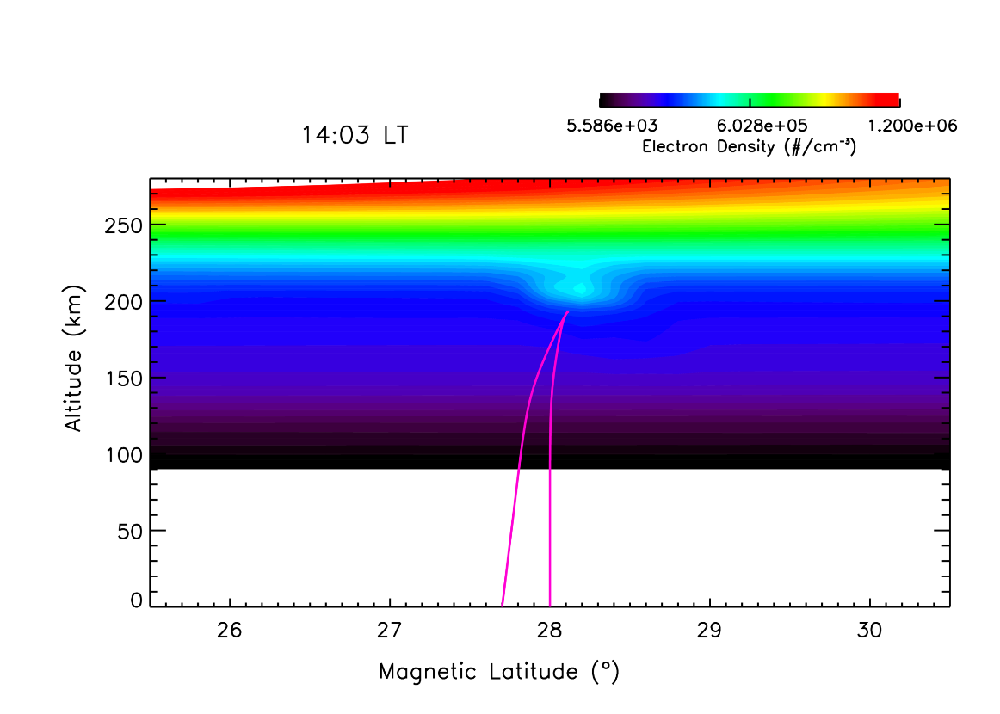 14:03 LT
5.586e+03 6.028e+05 1.200e+06
Electron Density (#/cm⁻³)
Altitude (km)
250
200
150
100
50
0
26 27 28 29 30
Magnetic Latitude (°)